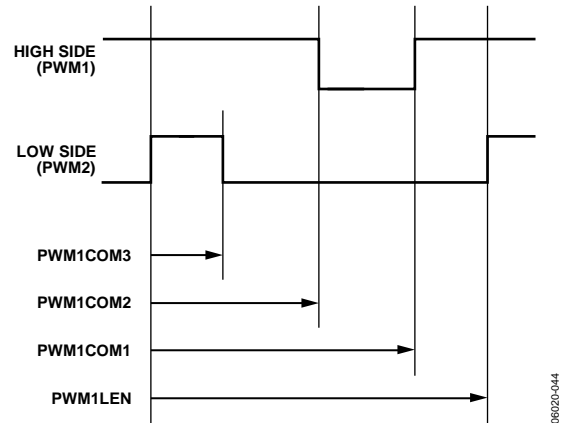 HIGH SIDE
(PWM1)
LOW SIDE
(PWM2)
PWM1COM3
PWM1COM2
PWM1COM1
PWM1LEN
06020-044